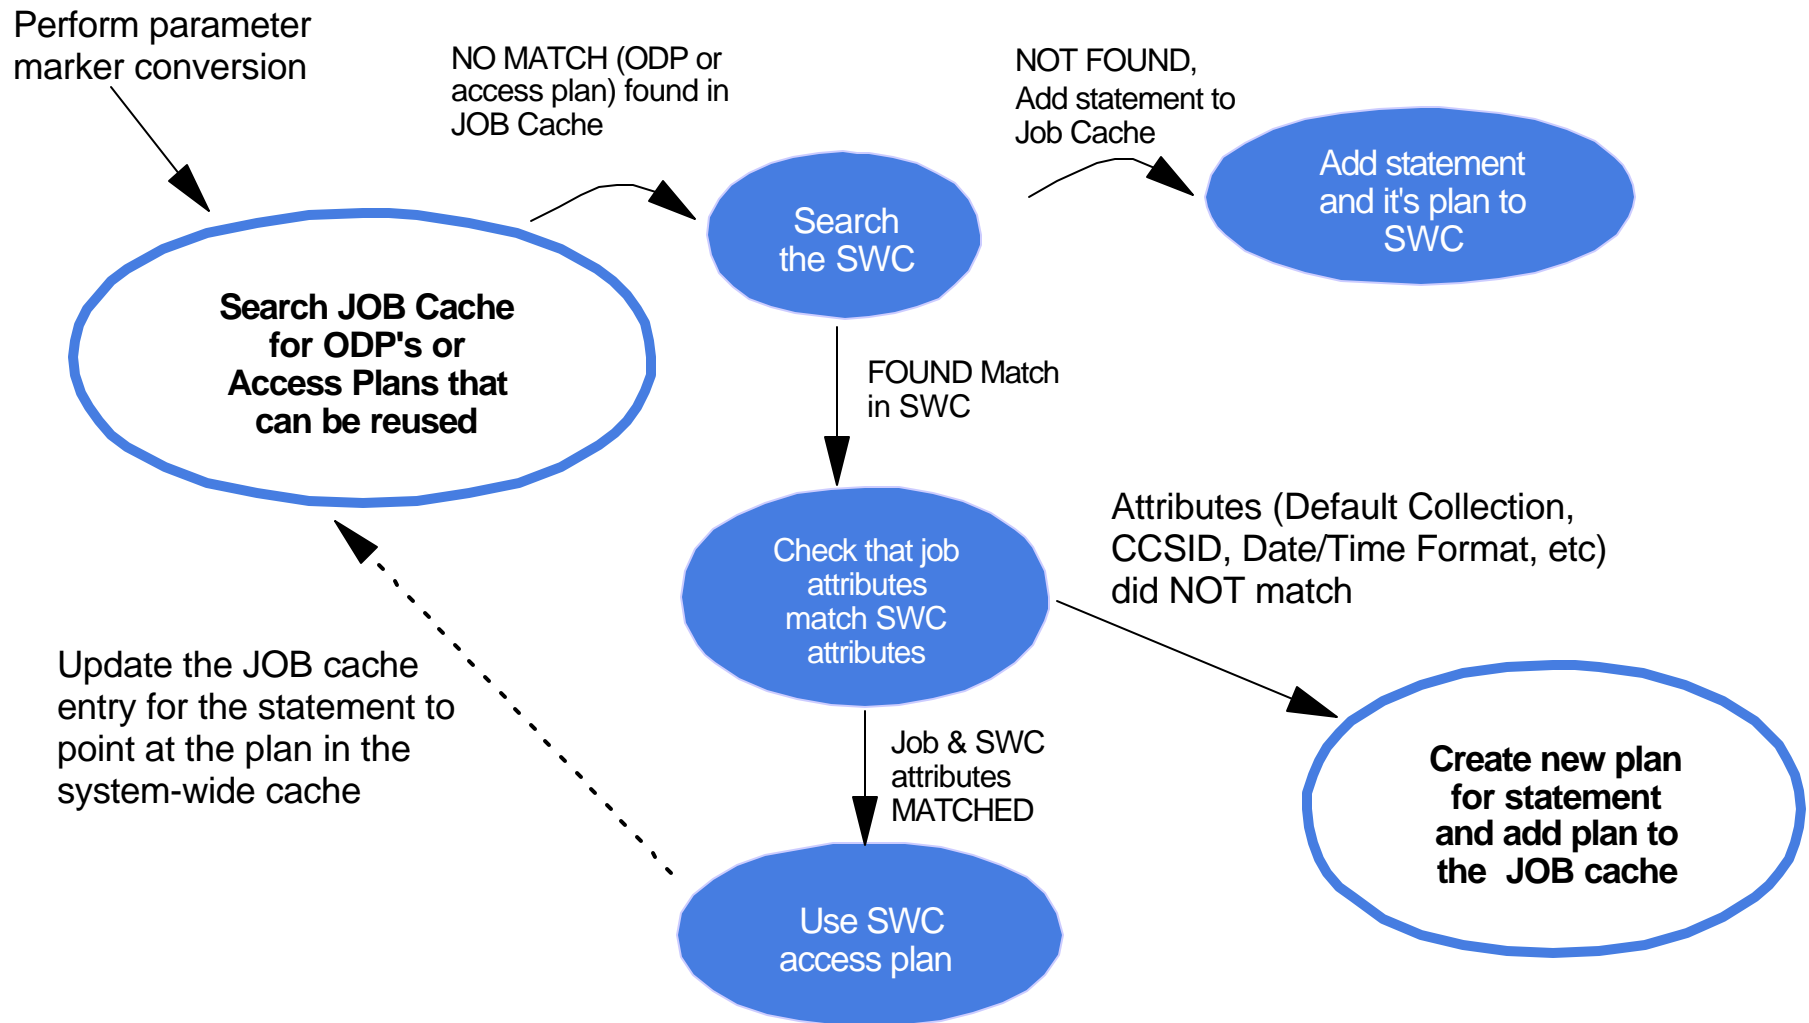 Perform parameter
marker conversion
NO MATCH (ODP or
access plan) found in
JOB Cache
NOT FOUND,
Add statement to
Job Cache
Search
the SWC
Add statement
and it's plan to
SWC
Search JOB Cache
for ODP's or
Access Plans that
can be reused
FOUND Match
in SWC
Check that job
attributes
match SWC
attributes
Attributes (Default Collection,
CCSID, Date/Time Format, etc)
did NOT match
Update the JOB cache
entry for the statement to
point at the plan in the
system-wide cache
Job & SWC
attributes
MATCHED
Create new plan
for statement
and add plan to
the JOB cache
Use SWC
access plan